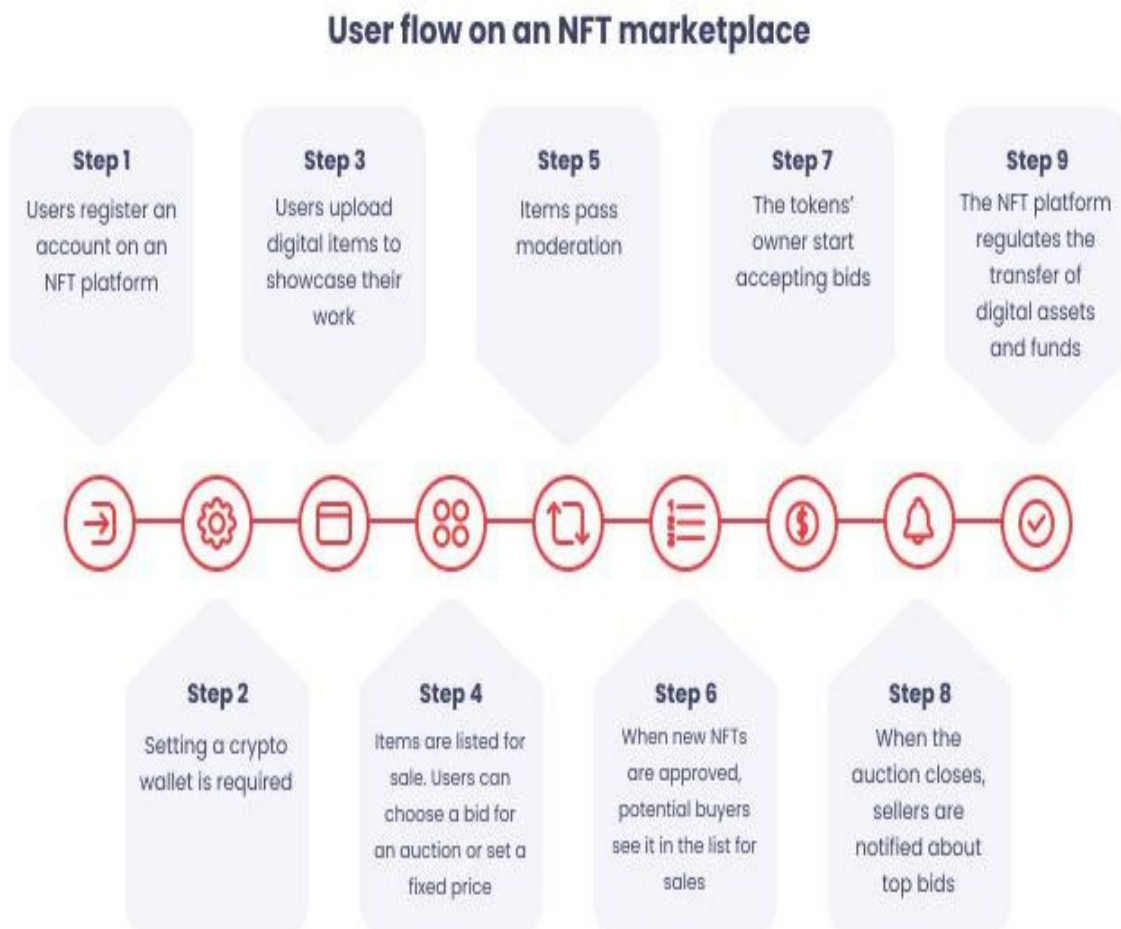 User flow on an NFT marketplace
Step 1
Users register an
account on an
NFT platform
Step 3
Users upload
digital items to
showcase their
work
Step 5
Items pass
moderation
Step 7
The tokens'
owner start
accepting bids
Step 9
The NFT platform
regulates the
transfer of
digital assets
and funds
Step 2
Setting a crypto
wallet is required
Step 4
Items are listed for
sale. Users can
choose a bid for
an auction or set a
fixed price
Step 6
When new NFTs
are approved,
potential buyers
see it in the list for
sales
Step 8
When the
auction closes,
sellers are
notified about
top bids